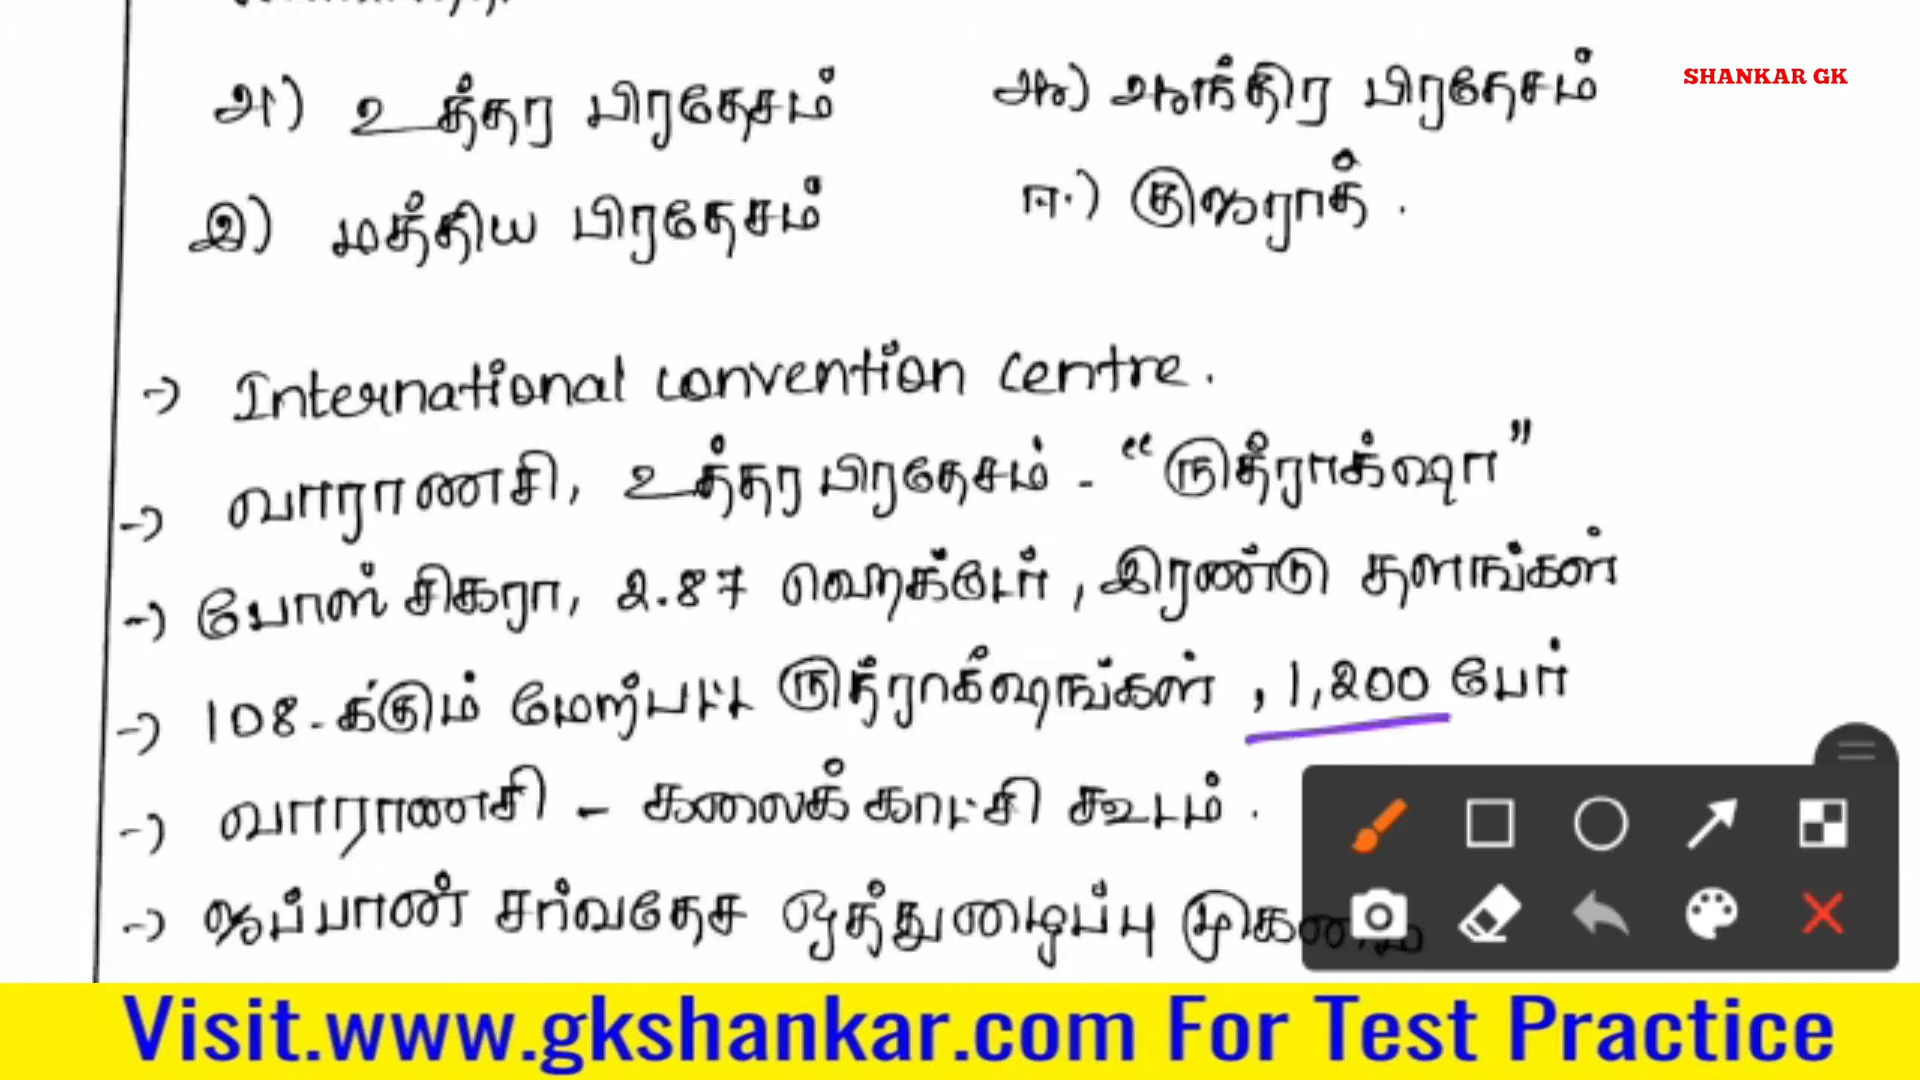 அ) உத்தர பிரதேசம் ஆ) ஆந்திர பிரதேசம்
SHANKAR GK
இ) மத்திய பிரதேசம் ஈ) குஜராத்.
-> International convention centre.
-> வாராணசி, உத்தர பிரதேசம் - “ருத்ராக்ஷா”
-> போஸ் சிகரா, 2.87 ஹெக்டேர், இரண்டு தளங்கள்
-> 108-க்கும் மேற்பட்ட ருத்ராக்ஷங்கள், 1,200 பேர்
-> வாராணசி - கலைக் காட்சி கூடம்.
-> ஜப்பான் சர்வதேச ஒத்துழைப்பு முகமை
Visit.www.gkshankar.com For Test Practice